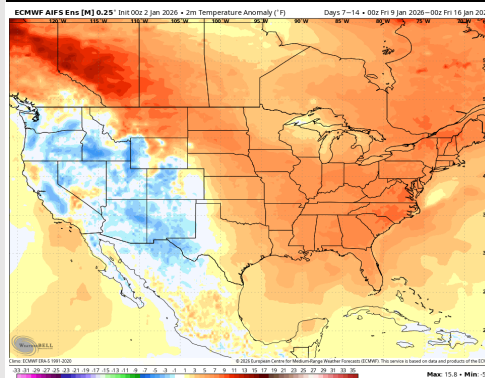 ECMWF AIFS Ens [M] 0.25° Init 00z 2 Jan 2026 • 2m Temperature Anomaly (°F) Days 7−14 • 00z Fri 9 Jan 2026−00z Fri 16 Jan 202
120°W 115°W 110°W 105°W 100°W 95°W 90°W 85°W 80°W 75°W 70°W
WeatherBELL
Climo: ECMWF ERA-5 1991-2020 © 2026 European Centre for Medium-Range Weather Forecasts (ECMWF). This service is based on data and products of the EC
-33 -31 -29 -27 -25 -23 -21 -19 -17 -15 -13 -11 -9 -7 -5 -3 -1 1 3 5 7 9 11 13 15 17 19 21 23 25 27 29 31 33 35
Max: 15.8 • Min: -5